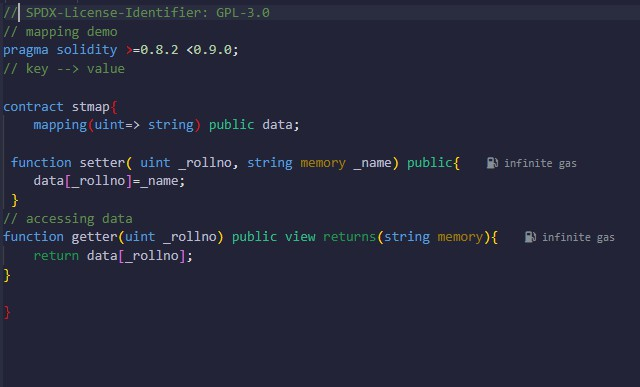 // SPDX-License-Identifier: GPL-3.0
// mapping demo
pragma solidity >=0.8.2 <0.9.0;
// key --> value
contract stmap{
mapping(uint=> string) public data;
function setter( uint _rollno, string memory _name) public{ infinite gas
data[_rollno]=_name;
}
// accessing data
function getter(uint _rollno) public view returns(string memory){ infinite gas
return data[_rollno];
}
}